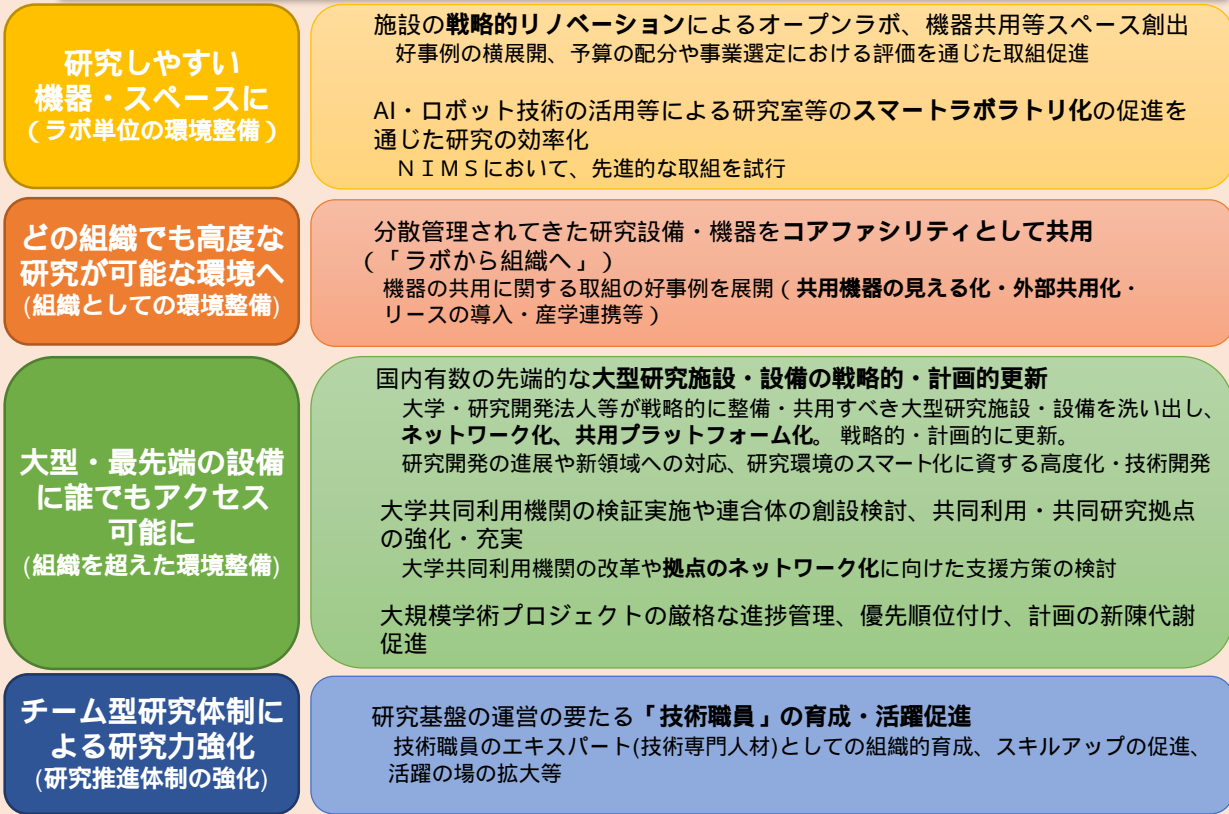 研究しやすい
機器・スペースに
(ラボ単位の環境整備)
施設の戦略的リノベーションによるオープンラボ、機器共用等スペース創出
好事例の横展開、予算の配分や事業選定における評価を通じた取組促進
AI・ロボット技術の活用等による研究室等のスマートラボラトリ化の促進を
通じた研究の効率化
NIMSにおいて、先進的な取組を試行
どの組織でも高度な
研究が可能な環境へ
(組織としての環境整備)
分散管理されてきた研究設備・機器をコアファシリティとして共用
(「ラボから組織へ」)
機器の共用に関する取組の好事例を展開(共用機器の見える化・外部共用化・
リースの導入・産学連携等)
大型・最先端の設備
に誰でもアクセス
可能に
(組織を超えた環境整備)
国内有数の先端的な大型研究施設・設備の戦略的・計画的更新
大学・研究開発法人等が戦略的に整備・共用すべき大型研究施設・設備を洗い出し、
ネットワーク化、共用プラットフォーム化。 戦略的・計画的に更新。
研究開発の進展や新領域への対応、研究環境のスマート化に資する高度化・技術開発
大学共同利用機関の検証実施や連合体の創設検討、共同利用・共同研究拠点
の強化・充実
大学共同利用機関の改革や拠点のネットワーク化に向けた支援方策の検討
大規模学術プロジェクトの厳格な進捗管理、優先順位付け、計画の新陳代謝
促進
チーム型研究体制に
よる研究力強化
(研究推進体制の強化)
研究基盤の運営の要たる「技術職員」の育成・活躍促進
技術職員のエキスパート(技術専門人材)としての組織的育成、スキルアップの促進、
活躍の場の拡大等